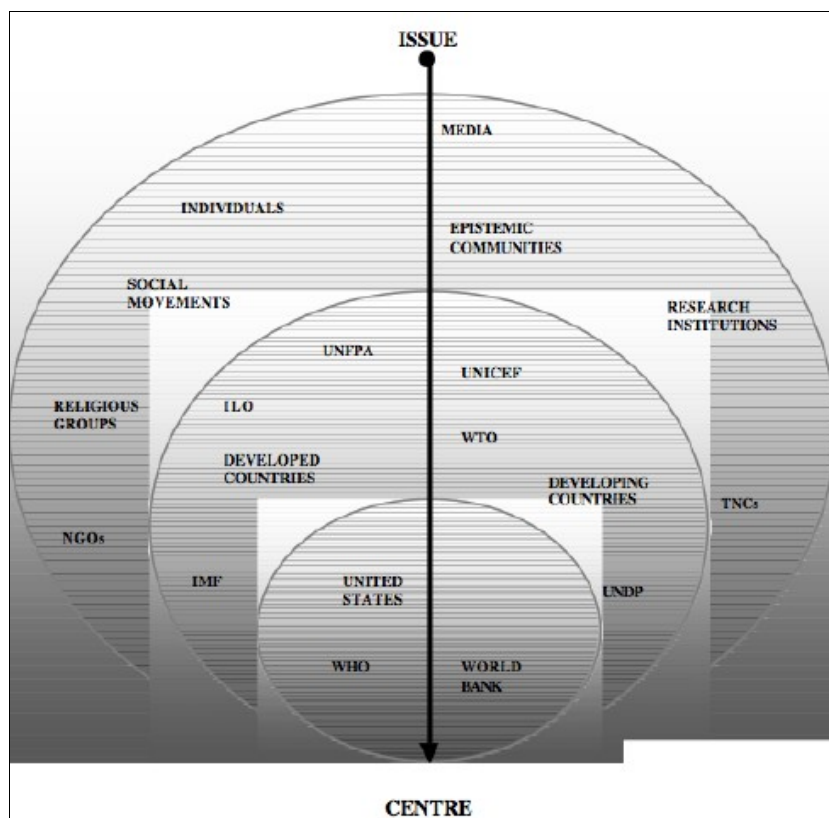 ISSUE
MEDIA
INDIVIDUALS
EPISTEMIC
COMMUNITIES
SOCIAL
MOVEMENTS
RESEARCH
INSTITUTIONS
UNFPA
UNICEF
RELIGIOUS
GROUPS
ILO
WTO
DEVELOPED
COUNTRIES
DEVELOPING
COUNTRIES
TNCs
NGOs
IMF
UNITED
STATES
UNDP
WHO
WORLD
BANK
CENTRE